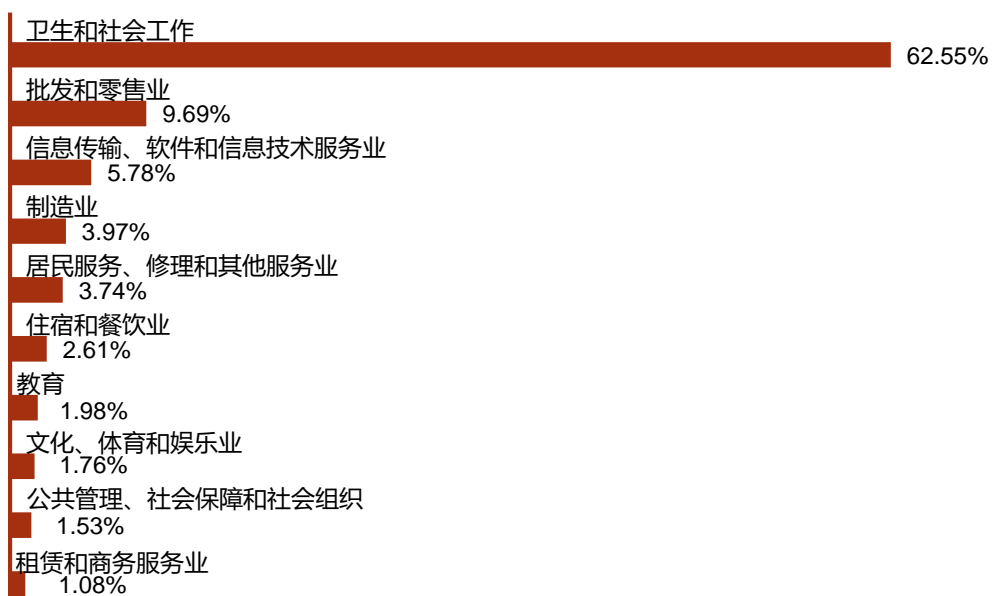 卫生和社会工作
62.55%
批发和零售业
9.69%
信息传输、软件和信息技术服务业
5.78%
制造业
3.97%
居民服务、修理和其他服务业
3.74%
住宿和餐饮业
2.61%
教育
1.98%
文化、体育和娱乐业
1.76%
公共管理、社会保障和社会组织
1.53%
租赁和商务服务业
1.08%